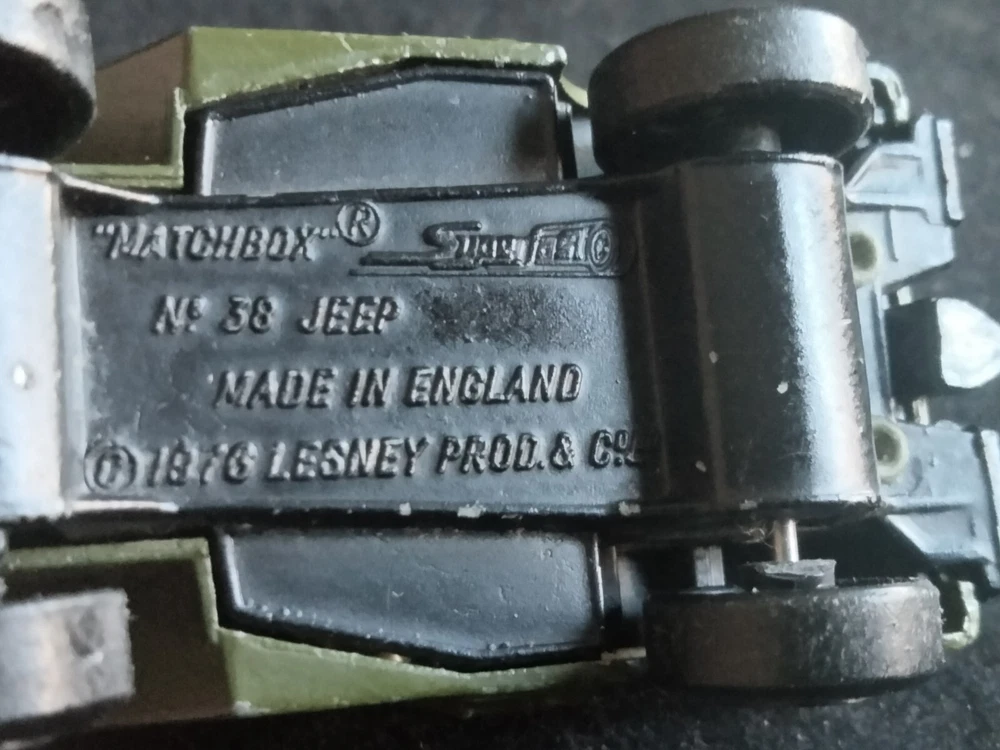 "MATCHBOX"® Superfast ©
Nº 38 JEEP
MADE IN ENGLAND
© 1976 LESNEY PROD. & Cº